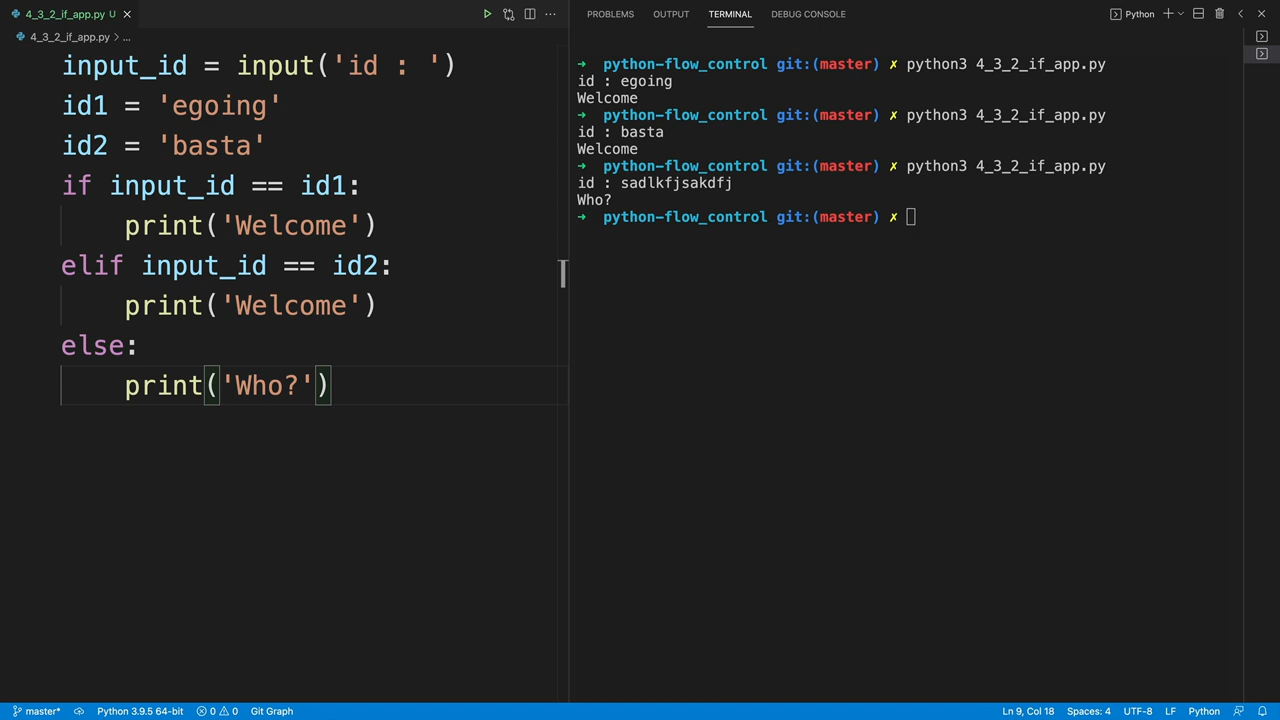 4_3_2_if_app.py U
4_3_2_if_app.py > ...
input_id = input('id : ')
id1 = 'egoing'
id2 = 'basta'
if input_id == id1:
    print('Welcome')
elif input_id == id2:
    print('Welcome')
else:
    print('Who?')
PROBLEMS OUTPUT TERMINAL DEBUG CONSOLE Python
→ python-flow_control git:(master) ✗ python3 4_3_2_if_app.py
id : egoing
Welcome
→ python-flow_control git:(master) ✗ python3 4_3_2_if_app.py
id : basta
Welcome
→ python-flow_control git:(master) ✗ python3 4_3_2_if_app.py
id : sadlkfjsakdfj
Who?
→ python-flow_control git:(master) ✗
master* Python 3.9.5 64-bit 0 0 Git Graph Ln 9, Col 18 Spaces: 4 UTF-8 LF Python